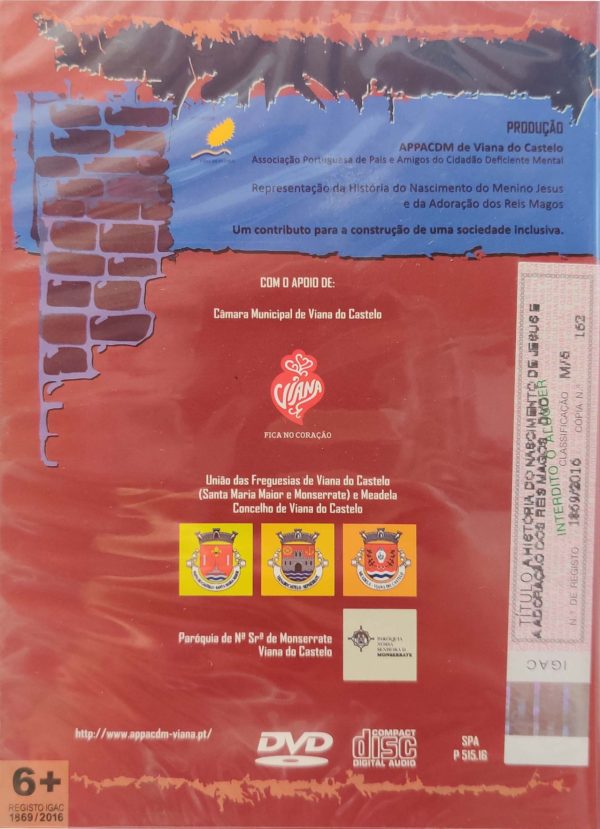 PRODUÇÃO
APPACDM de Viana do Castelo
Associação Portuguesa de Pais e Amigos do Cidadão Deficiente Mental
Representação da História do Nascimento do Menino Jesus
e da Adoração dos Reis Magos
Um contributo para a construção de uma sociedade inclusiva.
COM O APOIO DE:
Câmara Municipal de Viana do Castelo
VIANA
FICA NO CORAÇÃO
União das Freguesias de Viana do Castelo
(Santa Maria Maior e Monserrate) e Meadela
Concelho de Viana do Castelo
Paróquia de Nª Srª de Monserrate
Viana do Castelo
PARÓQUIA
NOSSA
SENHORA D
MONSERRATE
http://www.appacdm-viana.pt/
DVD
COMPACT
disc
DIGITAL AUDIO
SPA
P 515.16
6+
REGISTO IGAC
1869/2016
IGAC
TÍTULO A HISTÓRIA DO NASCIMENTO DE JESUS E
A ADORAÇÃO DOS REIS MAGOS DVD
INTERDITO O ALUGUER
CLASSIFICAÇÃO M/6
N.º DE REGISTO 1869/2016 CÓPIA N.º 162